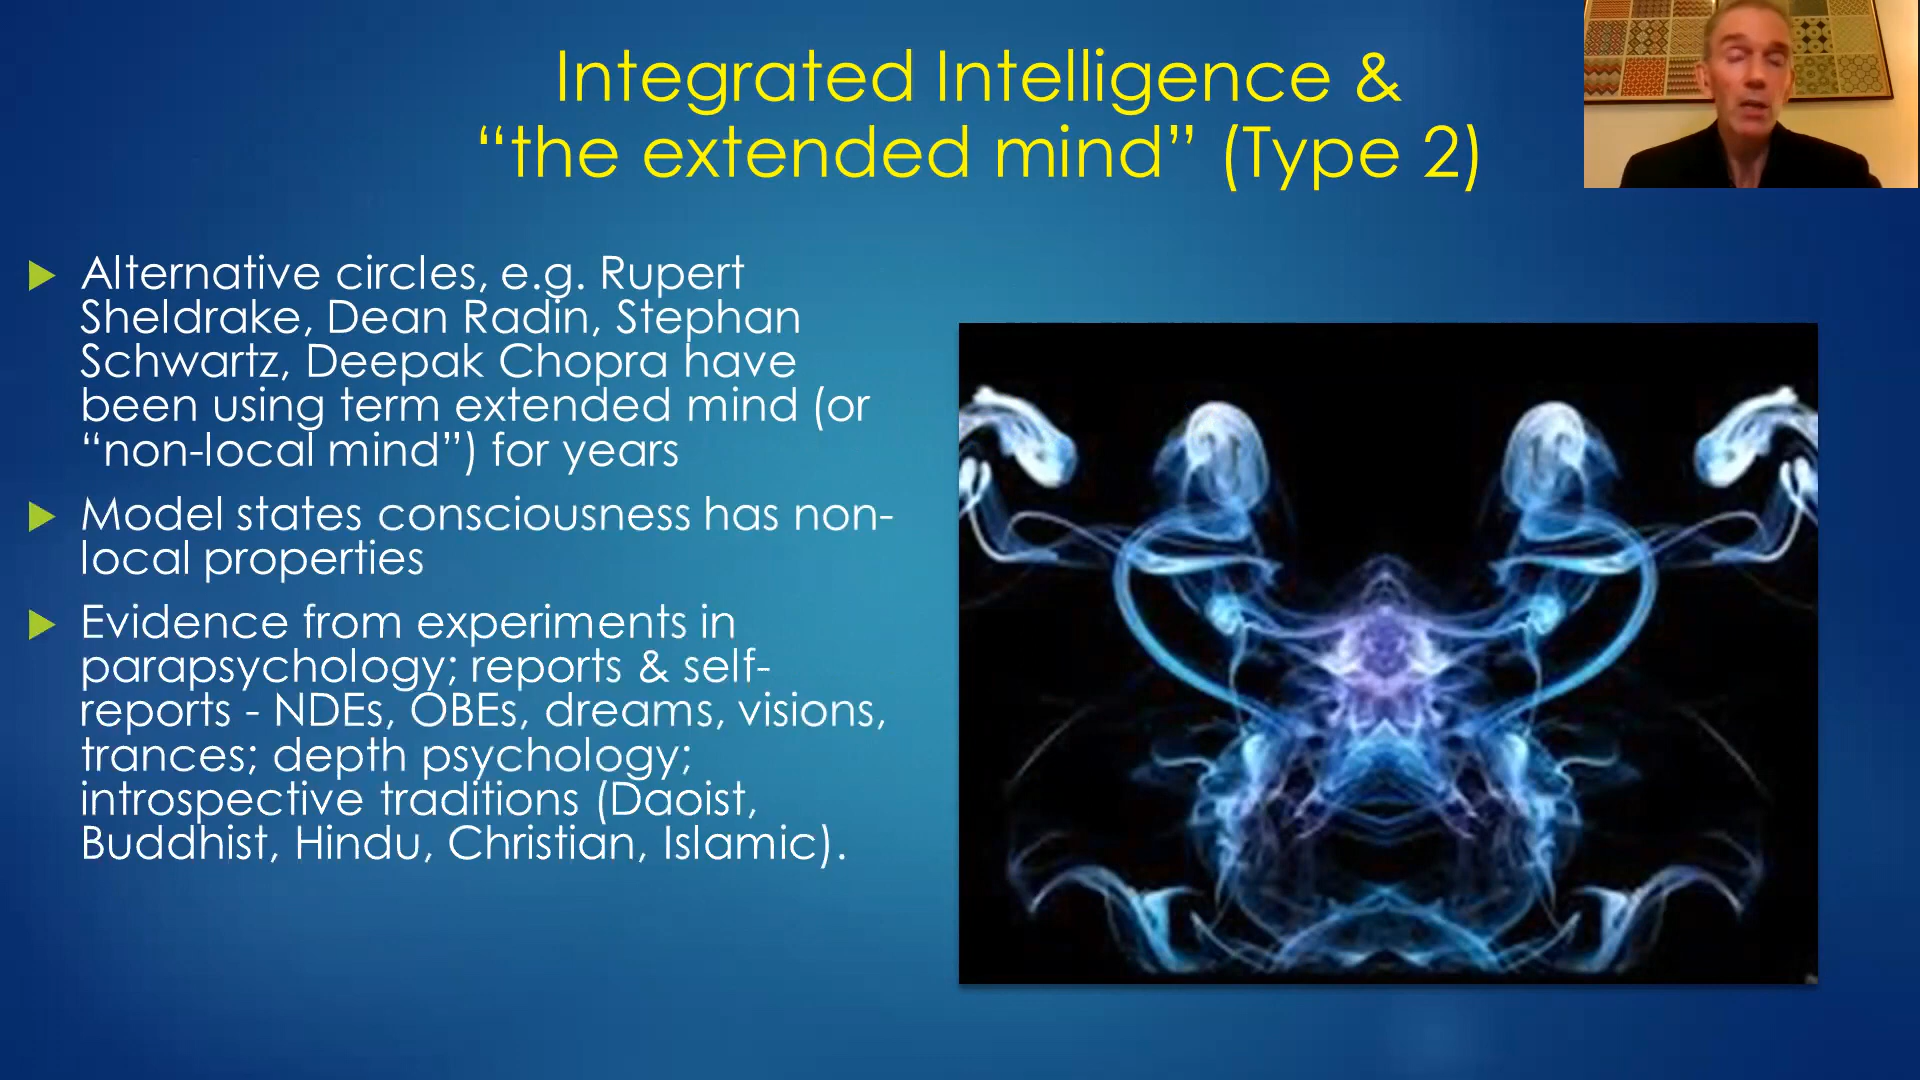 Integrated Intelligence &
“the extended mind” (Type 2)
Alternative circles, e.g. Rupert
Sheldrake, Dean Radin, Stephan
Schwartz, Deepak Chopra have
been using term extended mind (or
“non-local mind”) for years
Model states consciousness has non-
local properties
Evidence from experiments in
parapsychology; reports & self-
reports - NDEs, OBEs, dreams, visions,
trances; depth psychology;
introspective traditions (Daoist,
Buddhist, Hindu, Christian, Islamic).